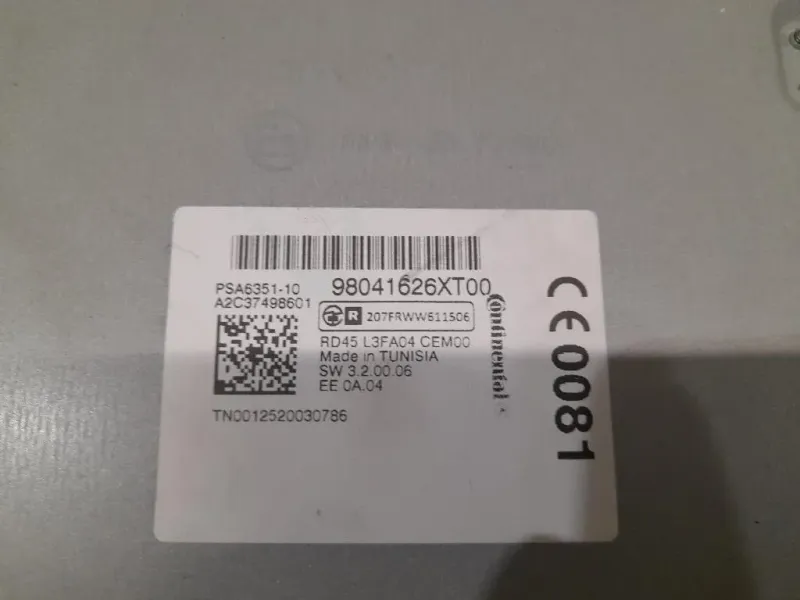 PSA6351-10
98041626XT00
A2C37498601
R 207FRWW611506
RD45 L3FA04 CEM00
Made in TUNISIA
SW 3.2.00.06
EE 0A.04
TN0012520030786
Continental
CE 0081